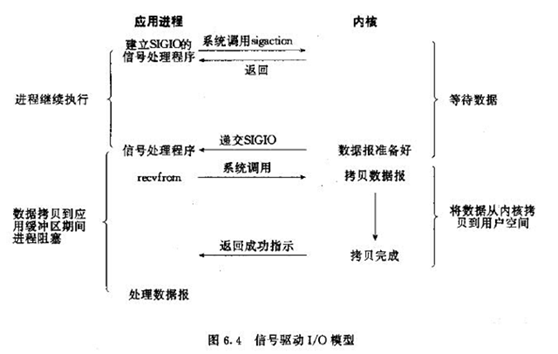 应用进程 内核
建立SIGIO的 系统调用sigaction
信号处理程序
返回
进程继续执行 等待数据
递交SIGIO
信号处理程序 数据报准备好
系统调用
recvfrom 拷贝数据报
数据拷贝到应
用缓冲区期间
进程阻塞
将数据从内核拷
贝到用户空间
返回成功指示
拷贝完成
处理数据报
图 6.4 信号驱动 I/O 模型